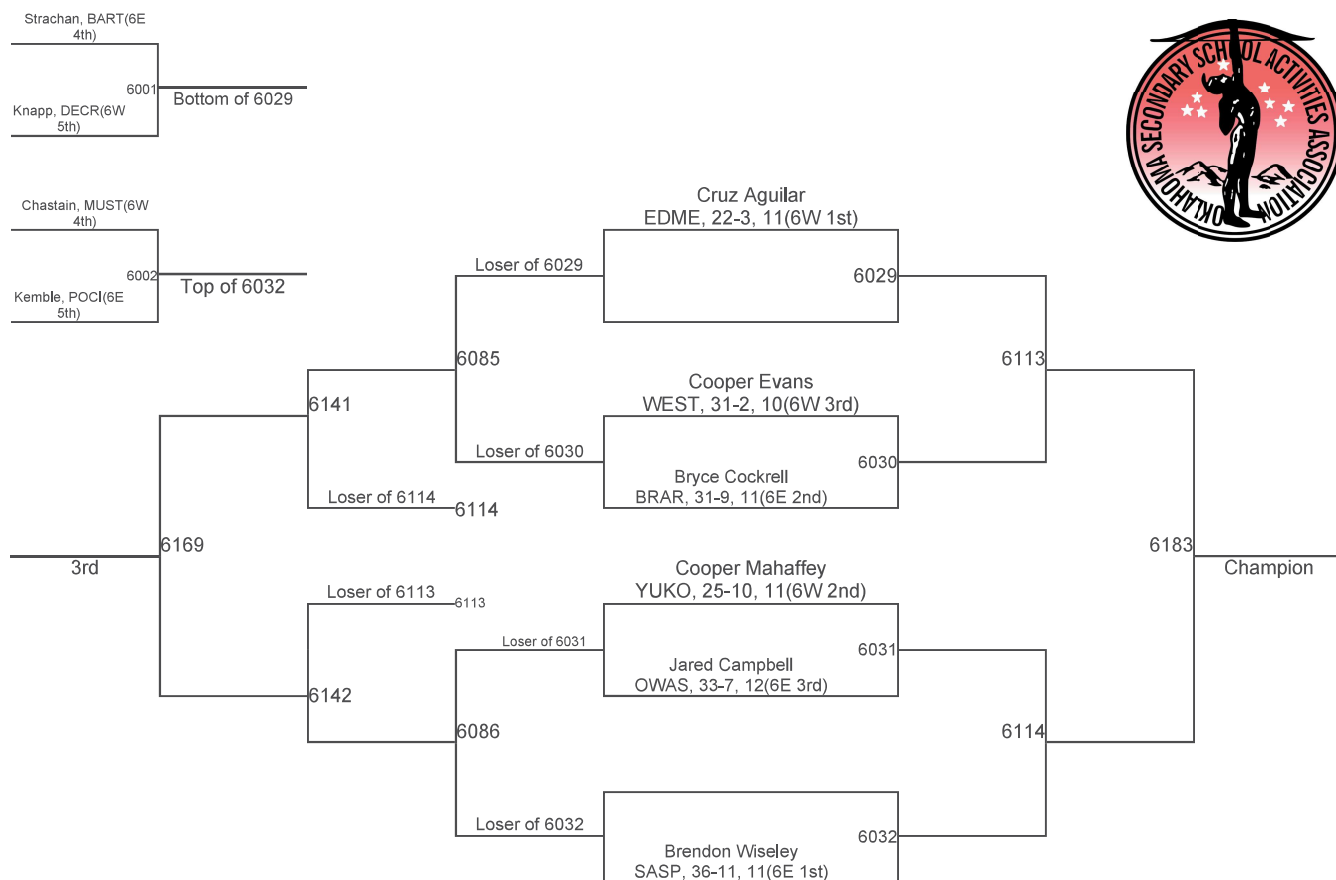 Strachan, BART(6E
4th)
6001
Bottom of 6029
Knapp, DECR(6W
5th)
Chastain, MUST(6W
4th)
6002
Top of 6032
Kemble, POCI(6E
5th)
OKLAHOMA SECONDARY SCHOOL ACTIVITIES ASSOCIATION
Cruz Aguilar
EDME, 22-3, 11(6W 1st)
Loser of 6029
6029
6085
6113
Cooper Evans
WEST, 31-2, 10(6W 3rd)
6141
Loser of 6030
6030
Bryce Cockrell
BRAR, 31-9, 11(6E 2nd)
Loser of 6114
6114
6169
6183
3rd
Champion
Cooper Mahaffey
YUKO, 25-10, 11(6W 2nd)
Loser of 6113
6113
Loser of 6031
6031
Jared Campbell
OWAS, 33-7, 12(6E 3rd)
6142
6086
6114
Loser of 6032
6032
Brendon Wiseley
SASP, 36-11, 11(6E 1st)